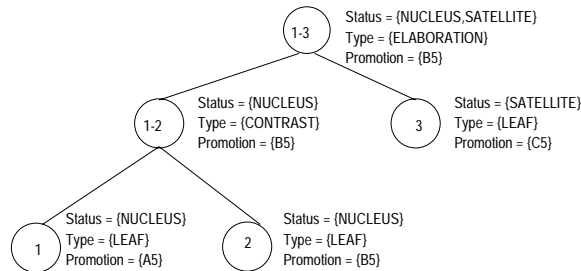 1-3
Status = {NUCLEUS,SATELLITE}
Type = {ELABORATION}
Promotion = {B5}
1-2
Status = {NUCLEUS}
Type = {CONTRAST}
Promotion = {B5}
3
Status = {SATELLITE}
Type = {LEAF}
Promotion = {C5}
1
Status = {NUCLEUS}
Type = {LEAF}
Promotion = {A5}
2
Status = {NUCLEUS}
Type = {LEAF}
Promotion = {B5}